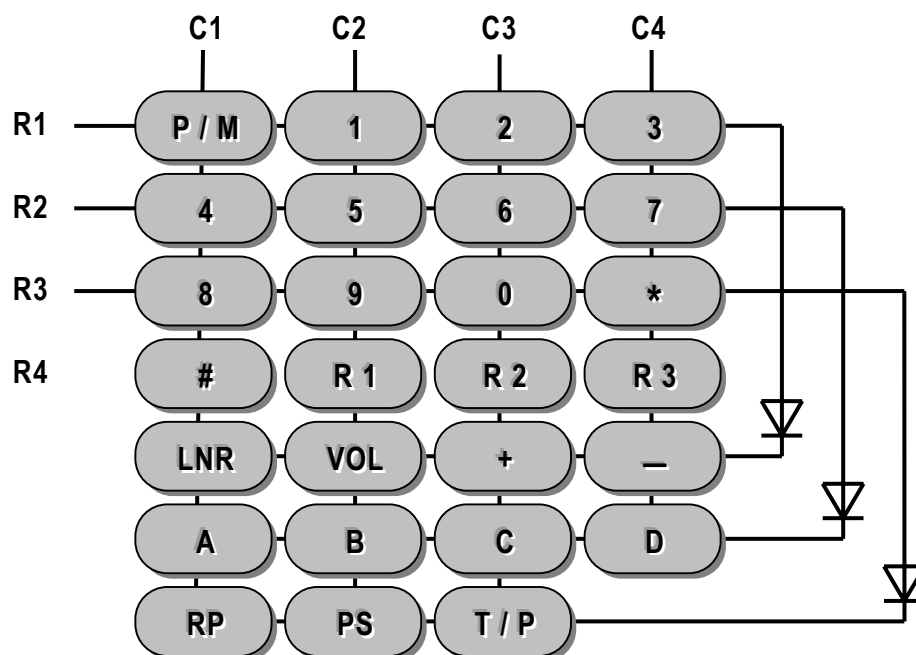 C1 C2 C3 C4
R1 P / M 1 2 3
R2 4 5 6 7
R3 8 9 0 *
R4 # R 1 R 2 R 3
LNR VOL + –
A B C D
RP PS T / P